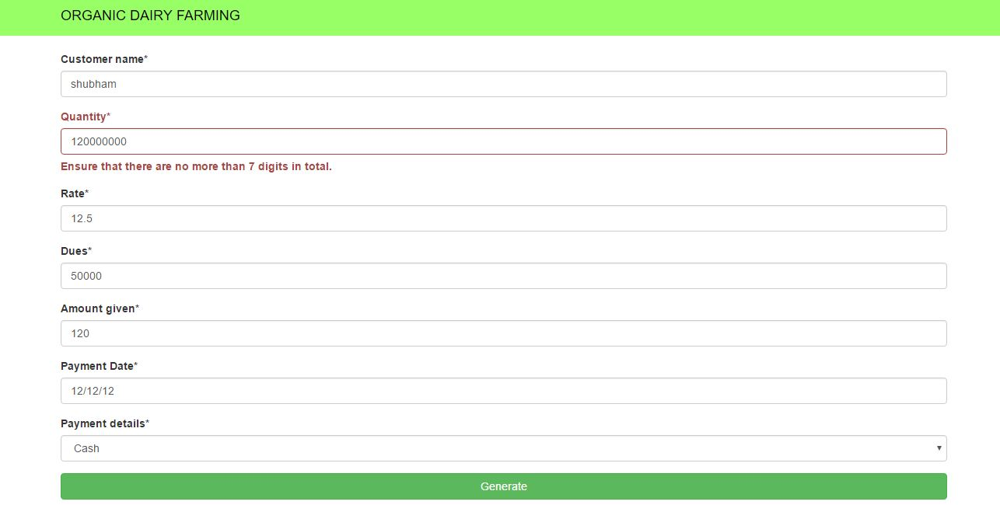 ORGANIC DAIRY FARMING
Customer name*
shubham
Quantity*
120000000
Ensure that there are no more than 7 digits in total.
Rate*
12.5
Dues*
50000
Amount given*
120
Payment Date*
12/12/12
Payment details*
Cash
Generate